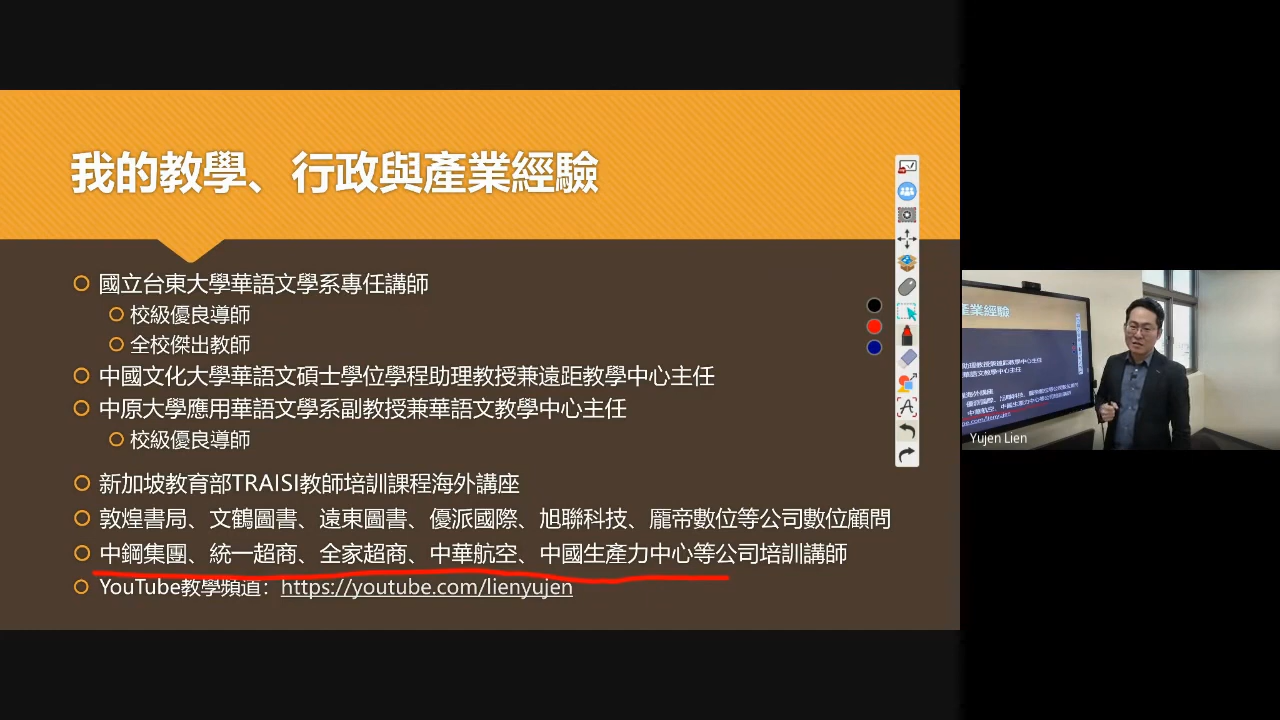 我的教學、行政與產業經驗
國立台東大學華語文學系專任講師
校級優良導師
全校傑出教師
中國文化大學華語文碩士學位學程助理教授兼遠距教學中心主任
中原大學應用華語文學系副教授兼華語文教學中心主任
校級優良導師
新加坡教育部TRAISI教師培訓課程海外講座
敦煌書局、文鶴圖書、遠東圖書、優派國際、旭聯科技、龎帝數位等公司數位顧問
中鋼集團、統一超商、全家超商、中華航空、中國生產力中心等公司培訓講師
YouTube教學頻道：https://youtube.com/lienyujen
A
產業經驗
Yujen Lien